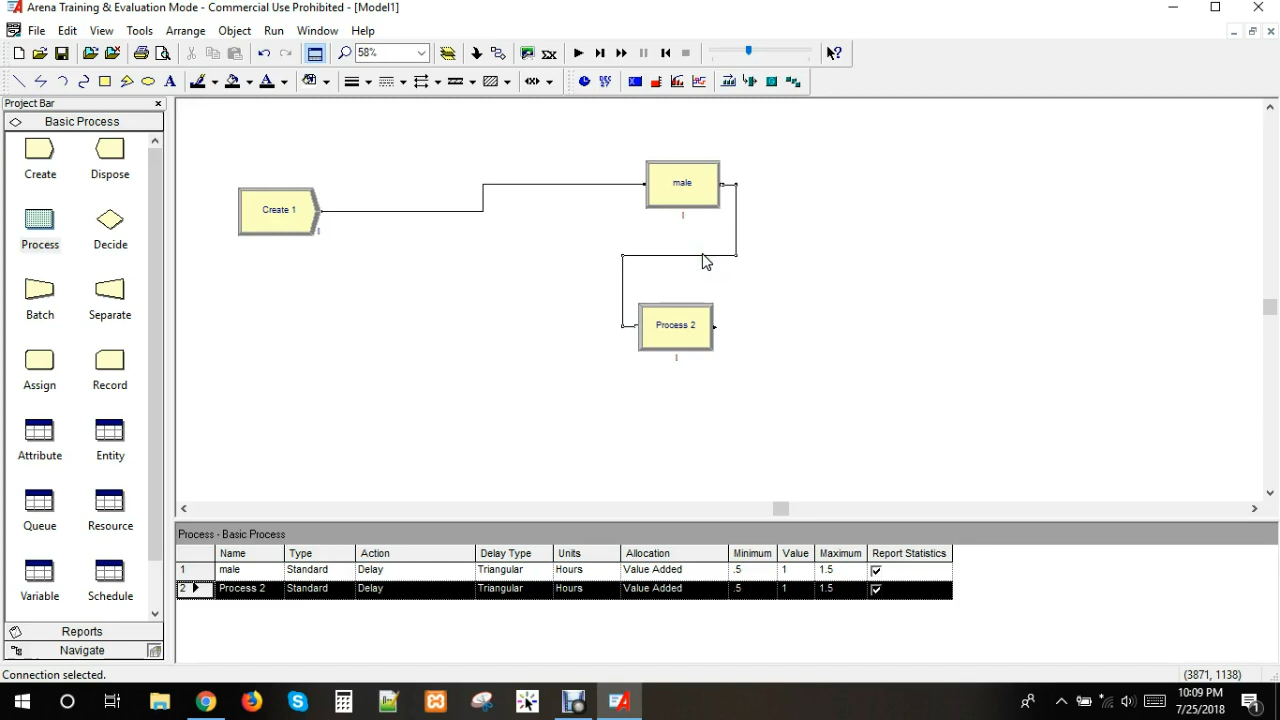 Arena Training & Evaluation Mode - Commercial Use Prohibited - [Model1]
File Edit View Tools Arrange Object Run Window Help
58%
Project Bar
Basic Process
Create Dispose
Process Decide
Batch Separate
Assign Record
Attribute Entity
Queue Resource
Variable Schedule
Reports
Navigate
Create 1
male
Process 2
Process - Basic Process
Name Type Action Delay Type Units Allocation Minimum Value Maximum Report Statistics
1 male Standard Delay Triangular Hours Value Added .5 1 1.5
2 Process 2 Standard Delay Triangular Hours Value Added .5 1 1.5
Connection selected.
(3871, 1138)
10:09 PM
7/25/2018